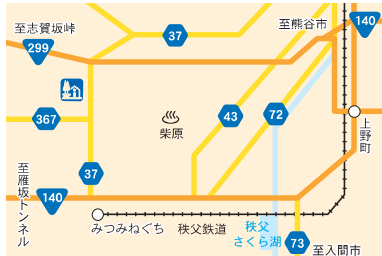 至志賀坂峠
299
37
至熊谷市
140
367
43
72
柴原
上野町
37
至雁坂トンネル
140
みつみねぐち
秩父鉄道
秩父
さくら湖
73
至入間市